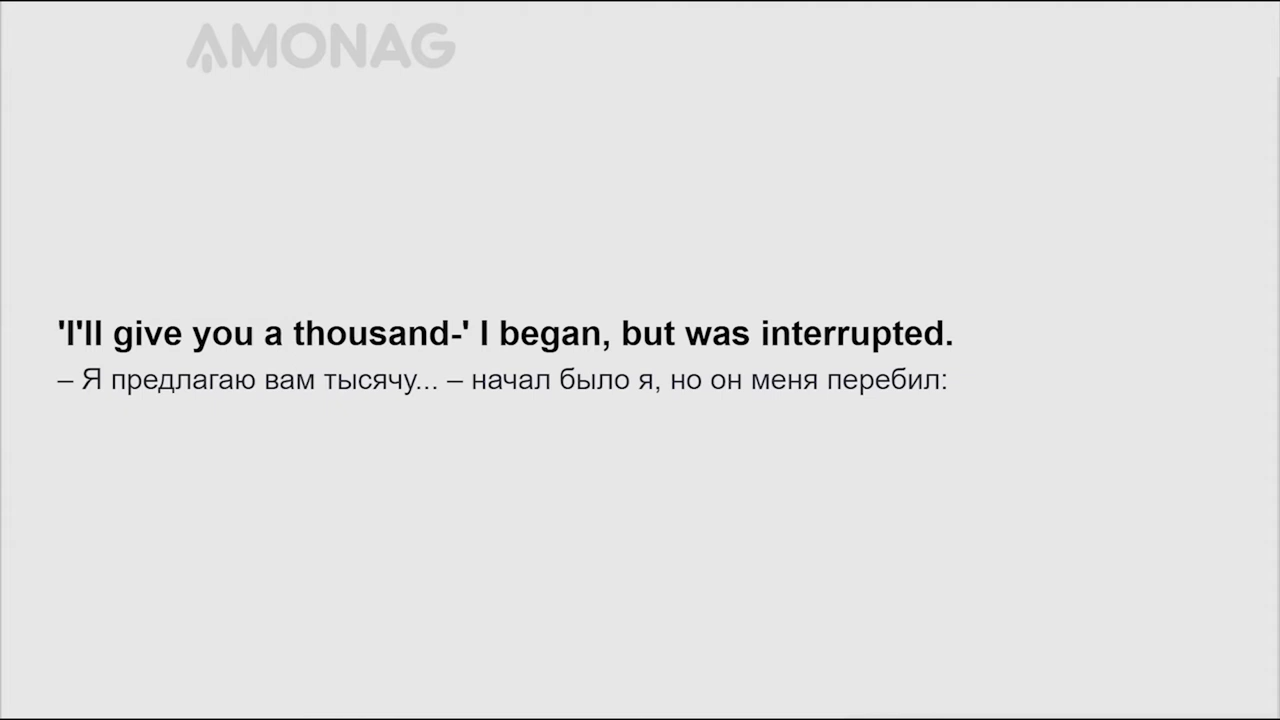 AMONAG
'I'll give you a thousand-' I began, but was interrupted.
– Я предлагаю вам тысячу... – начал было я, но он меня перебил: